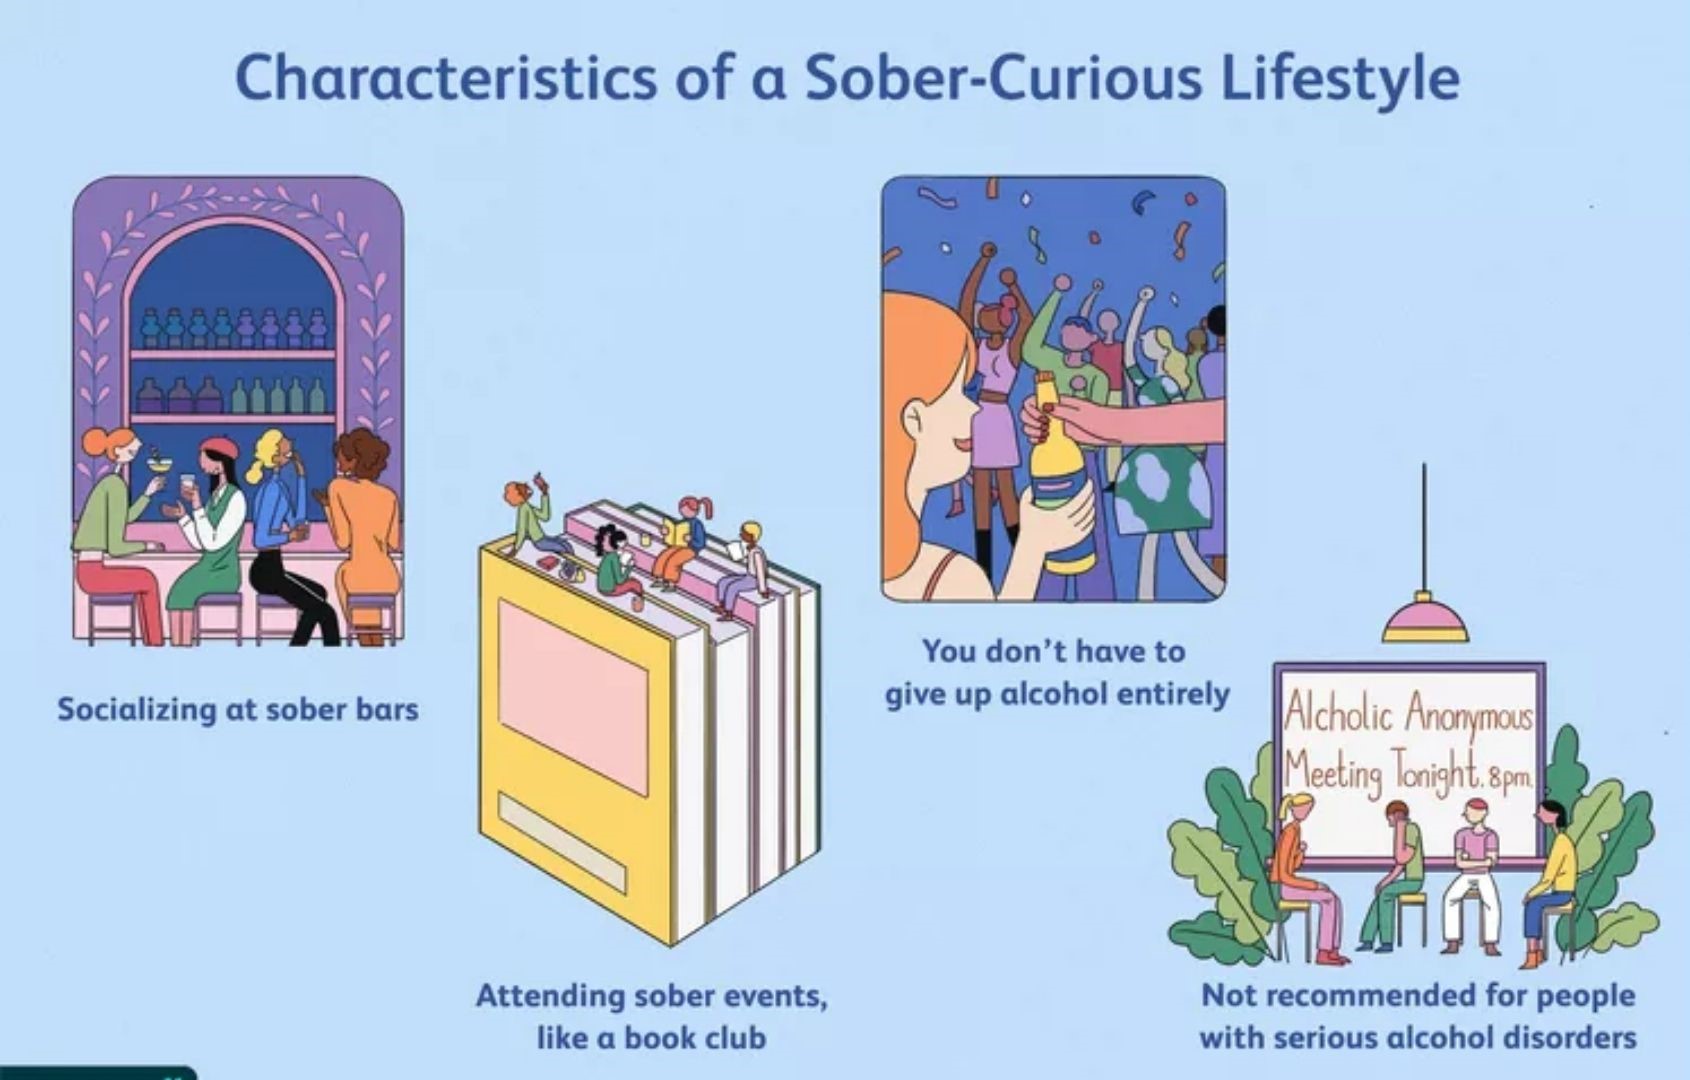 Characteristics of a Sober-Curious Lifestyle
Socializing at sober bars
Attending sober events,
like a book club
You don't have to
give up alcohol entirely
Alcholic Anonymous
Meeting Tonight. 8pm.
Not recommended for people
with serious alcohol disorders